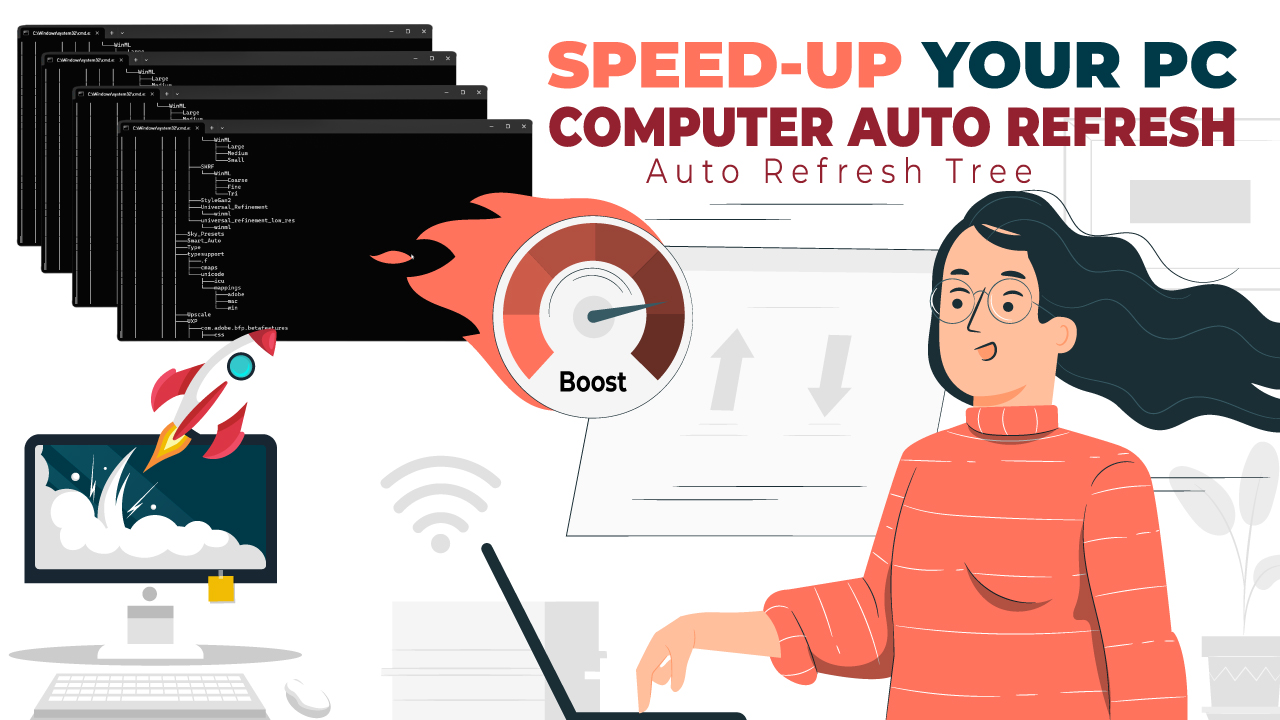 C:\Windows\system32\cmd.e
WinML
Large
C:\Windows\system32\cmd.e
WinML
Large
Medium
C:\Windows\system32\cmd.e
WinML
Large
Medium
C:\Windows\system32\cmd.e
WinML
Large
Medium
Small
SHRF
WinML
Coarse
Fine
Tri
StyleGan2
Universal_Refinement
winml
universal_refinement_low_res
winml
Sky_Presets
Smart_Auto
Type
typesupport
.f
cmaps
unicode
icu
mappings
adobe
mac
win
Upscale
UXP
com.adobe.bfp.betafeatures
css
SPEED-UP YOUR PC
COMPUTER AUTO REFRESH
Auto Refresh Tree
Boost